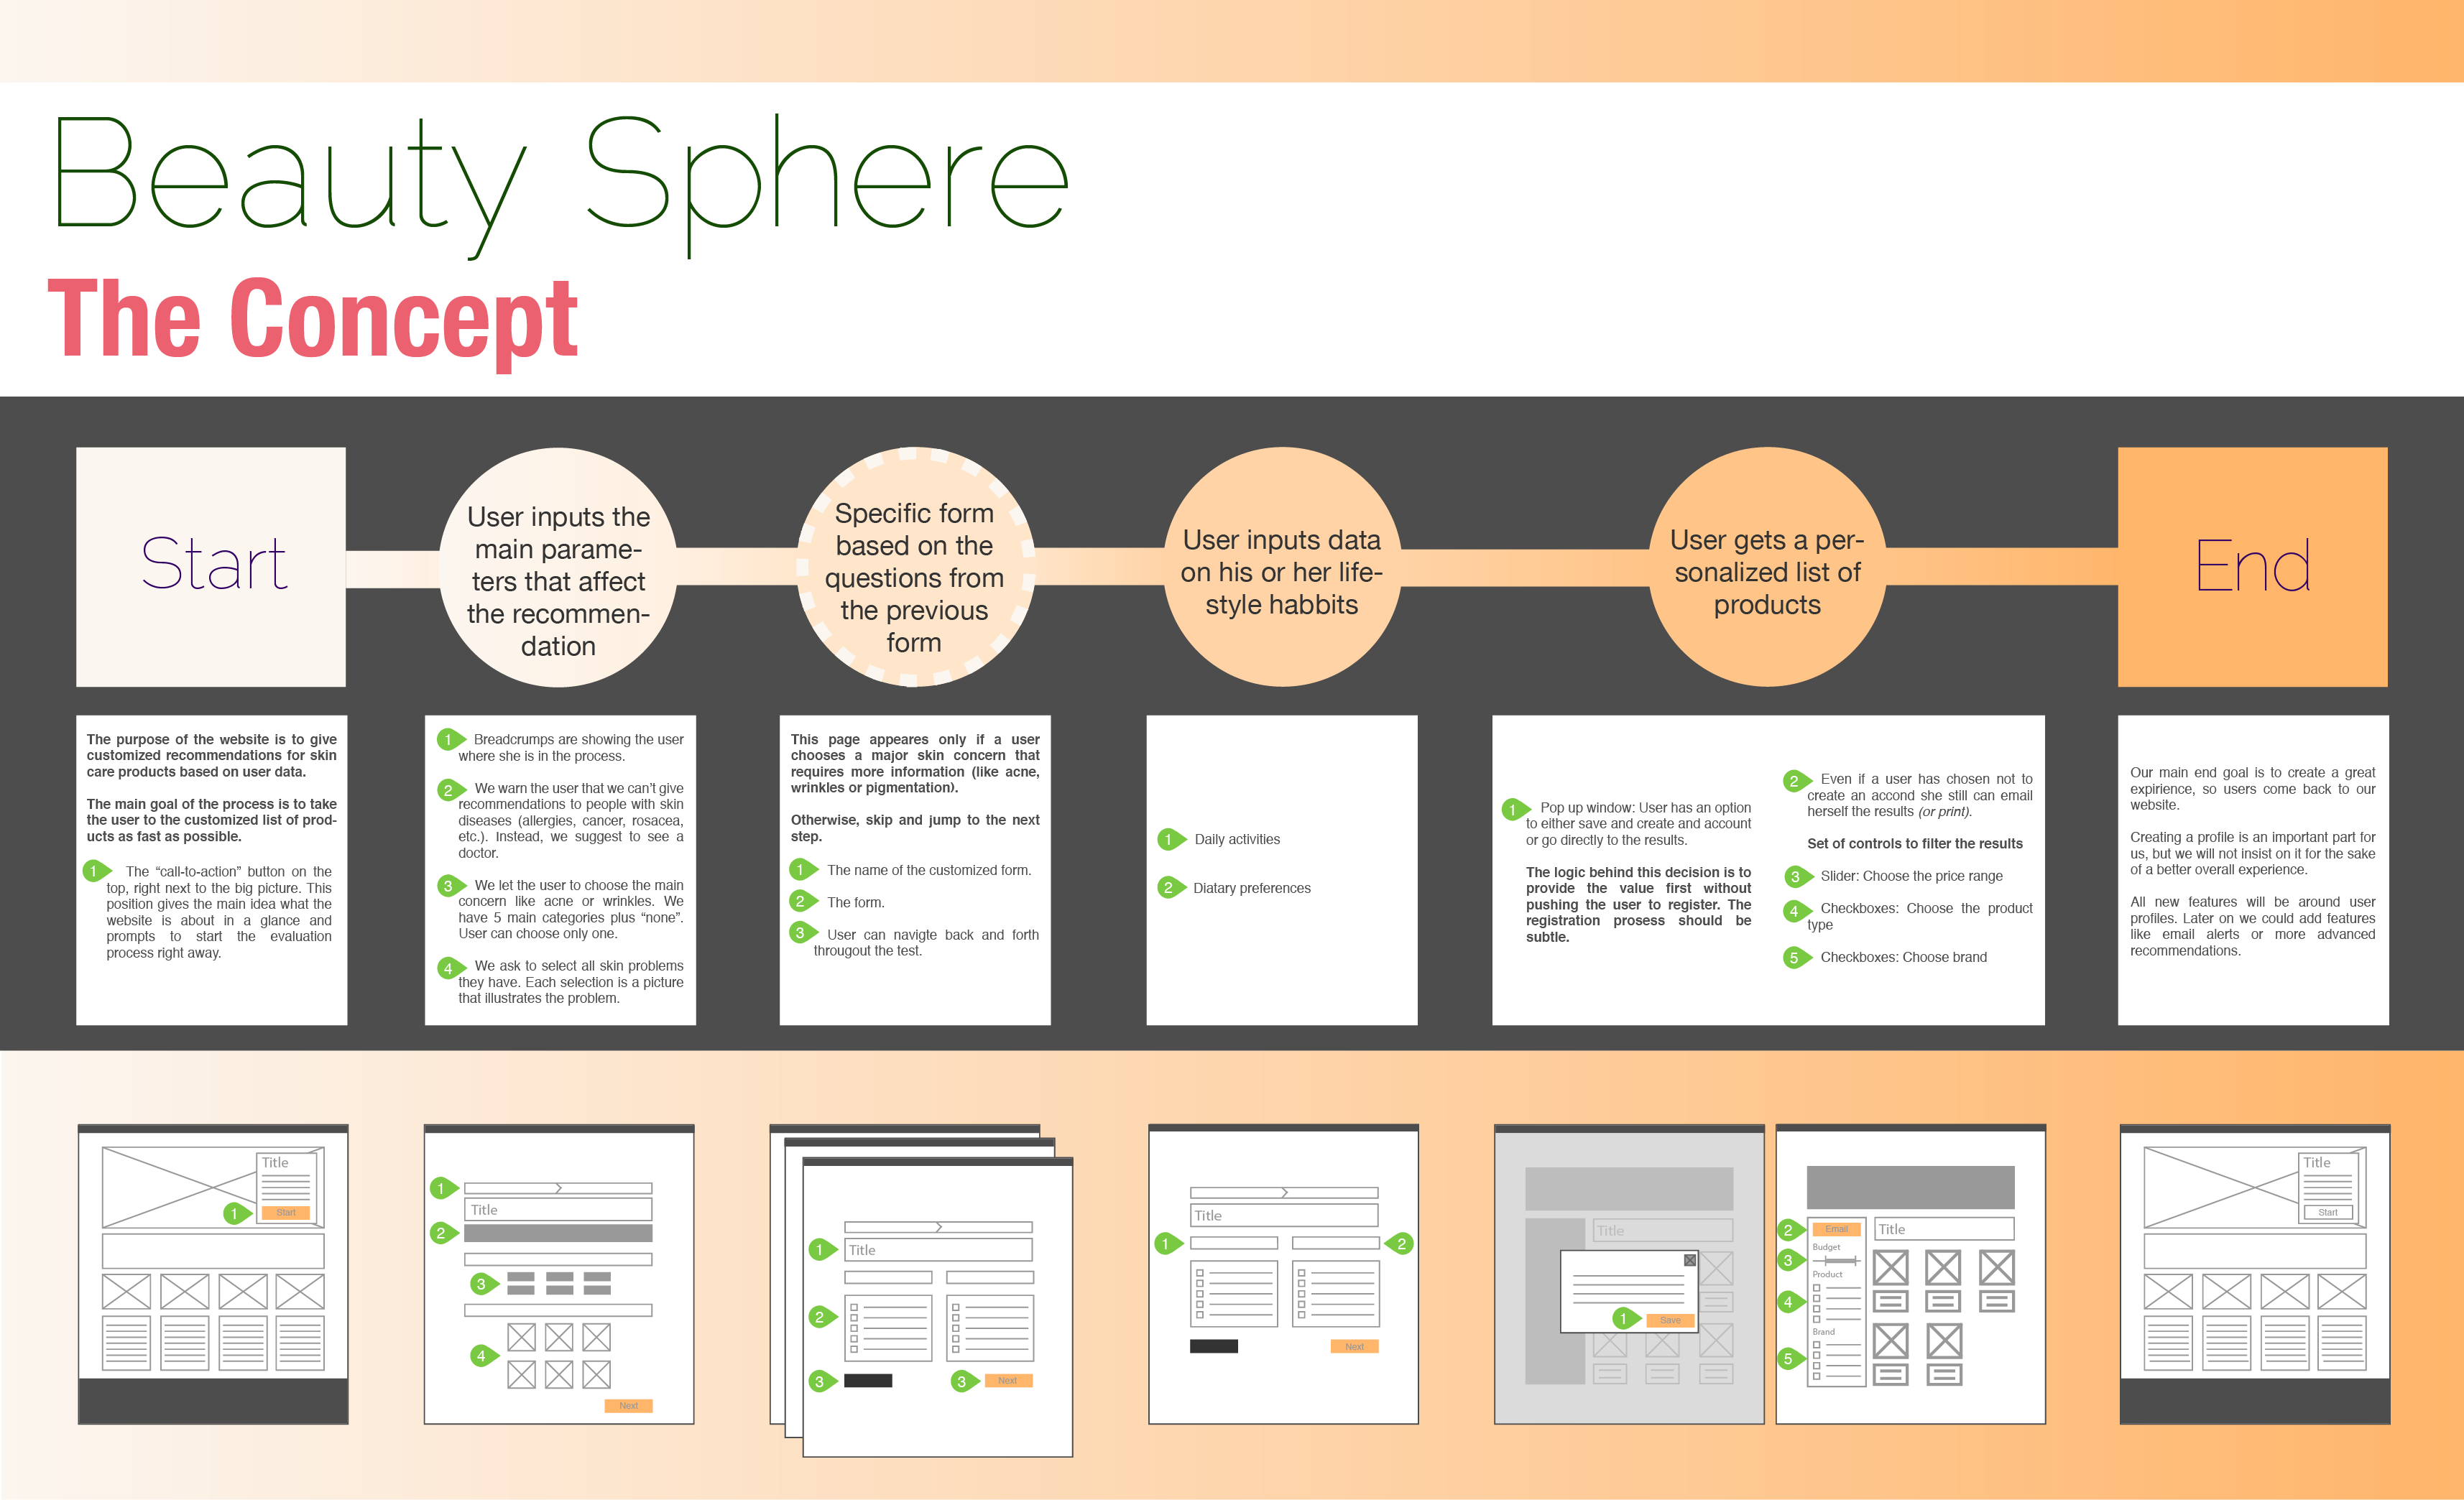 Beauty Sphere
The Concept
Start
User inputs the
main parame-
ters that affect
the recommen-
dation
Specific form
based on the
questions from
the previous
form
User inputs data
on his or her life-
style habbits
User gets a per-
sonalized list of
products
End
The purpose of the website is to give
customized recommendations for skin
care products based on user data.
The main goal of the process is to take
the user to the customized list of prod-
ucts as fast as possible.
1 The “call-to-action” button on the
top, right next to the big picture. This
position gives the main idea what the
website is about in a glance and
prompts to start the evaluation
process right away.
1 Breadcrumps are showing the user
where she is in the process.
2 We warn the user that we can’t give
recommendations to people with skin
diseases (allergies, cancer, rosacea,
etc.). Instead, we suggest to see a
doctor.
3 We let the user to choose the main
concern like acne or wrinkles. We
have 5 main categories plus “none”.
User can choose only one.
4 We ask to select all skin problems
they have. Each selection is a picture
that illustrates the problem.
This page appeares only if a user
chooses a major skin concern that
requires more information (like acne,
wrinkles or pigmentation).
Otherwise, skip and jump to the next
step.
1 The name of the customized form.
2 The form.
3 User can navigte back and forth
througout the test.
1 Daily activities
2 Diatary preferences
1 Pop up window: User has an option
to either save and create and account
or go directly to the results.
The logic behind this decision is to
provide the value first without
pushing the user to register. The
registration prosess should be
subtle.
2 Even if a user has chosen not to
create an accond she still can email
herself the results (or print).
Set of controls to filter the results
3 Slider: Choose the price range
4 Checkboxes: Choose the product
type
5 Checkboxes: Choose brand
Our main end goal is to create a great
expirience, so users come back to our
website.
Creating a profile is an important part for
us, but we will not insist on it for the sake
of a better overall experience.
All new features will be around user
profiles. Later on we could add features
like email alerts or more advanced
recommendations.
Title
1 Start
1
Title
2
3
4
Next
1 Title
2
3
3 Next
Title
1
2
Next
Title
1 Save
2 Email
Title
3 Budget
Product
4
Brand
5
Title
Start